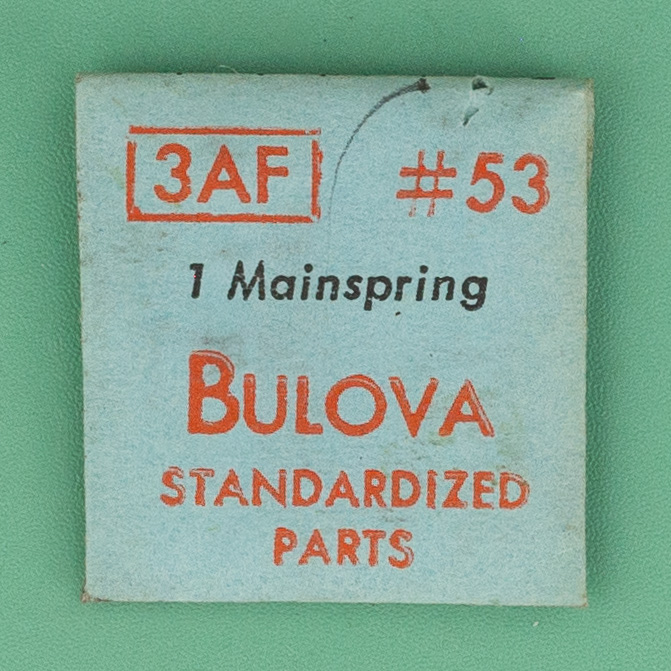 3AF #53
1 Mainspring
BULOVA
STANDARDIZED
PARTS